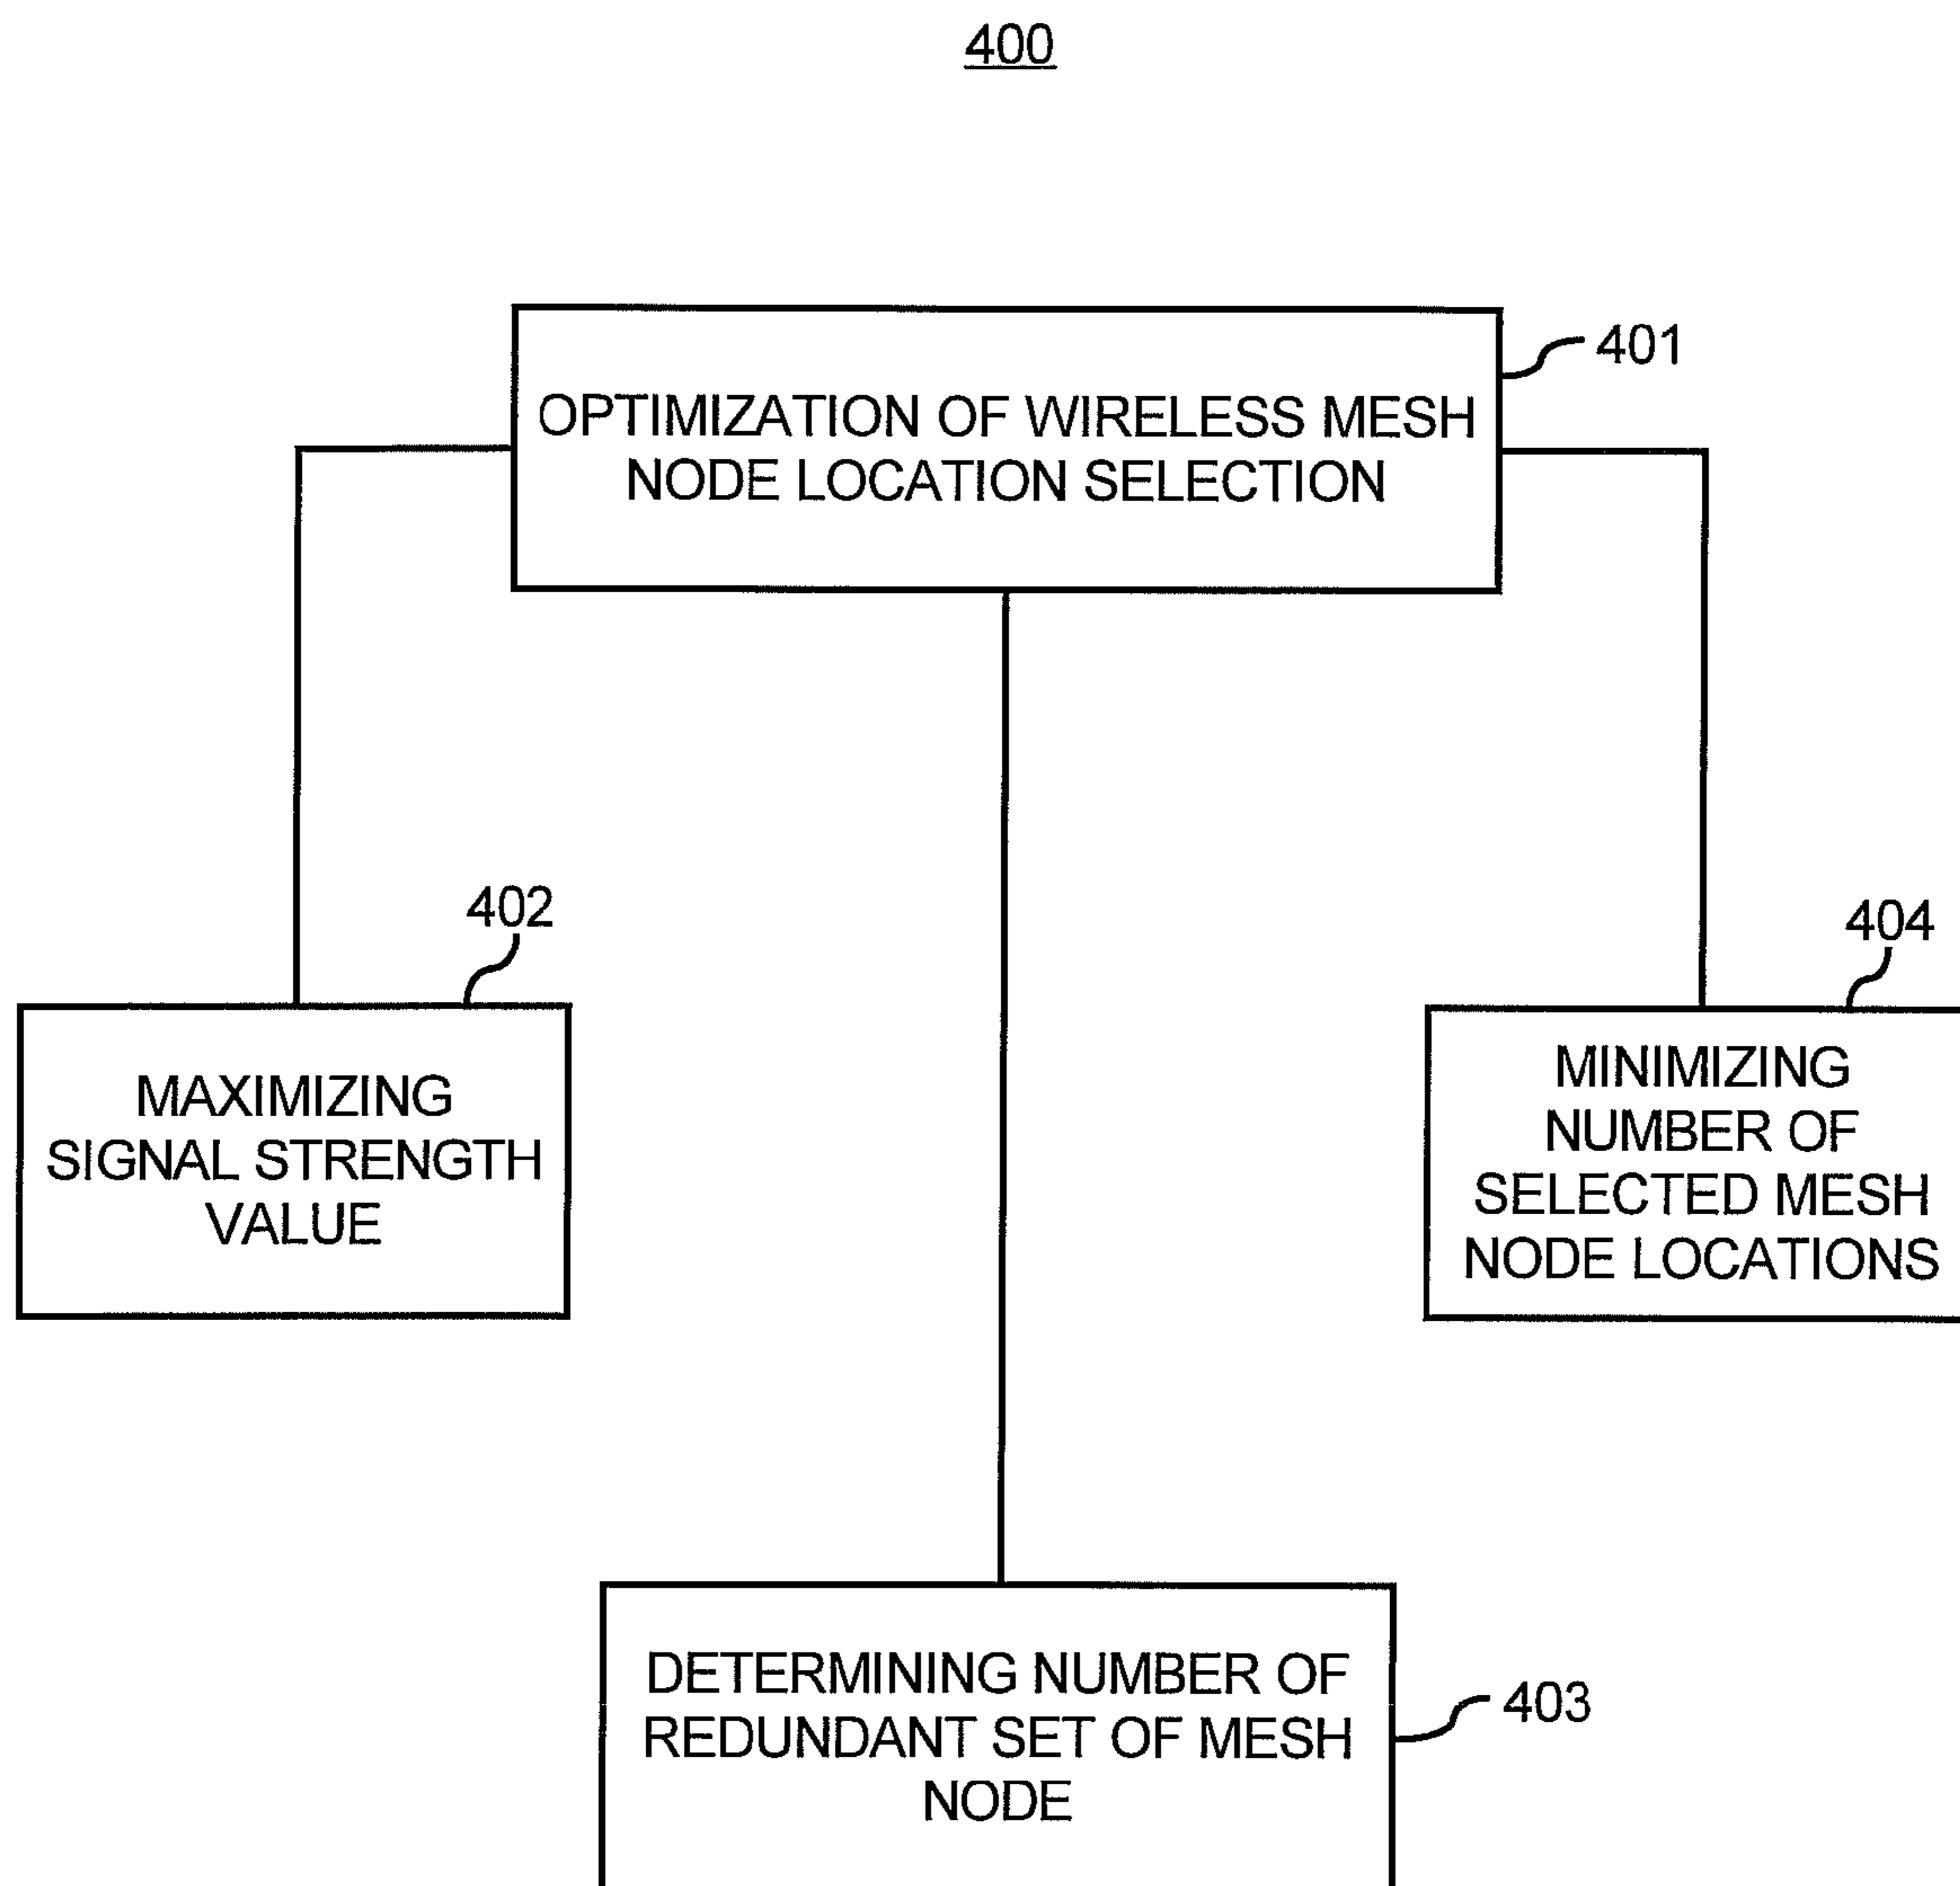 400
401
OPTIMIZATION OF WIRELESS MESH
NODE LOCATION SELECTION
402
MAXIMIZING
SIGNAL STRENGTH
VALUE
404
MINIMIZING
NUMBER OF
SELECTED MESH
NODE LOCATIONS
DETERMINING NUMBER OF
REDUNDANT SET OF MESH
NODE
403